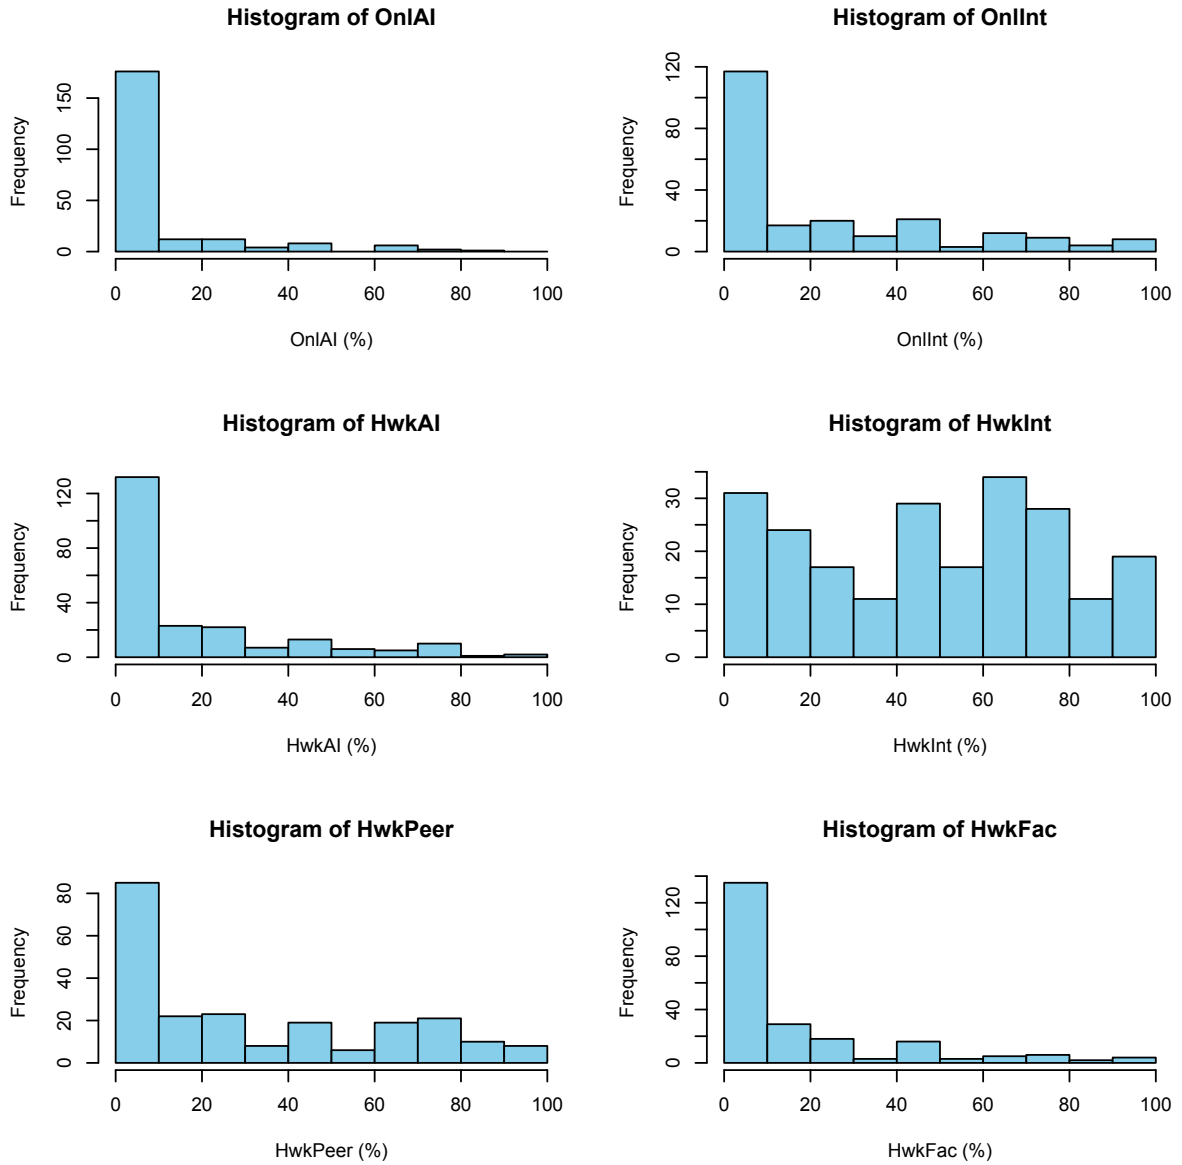 Histogram of OnlAI
Frequency
0
50
100
150
0 20 40 60 80 100
OnlAI (%)
Histogram of OnlInt
Frequency
0
40
80
120
0 20 40 60 80 100
OnlInt (%)
Histogram of HwkAI
Frequency
0
40
80
120
0 20 40 60 80 100
HwkAI (%)
Histogram of HwkInt
Frequency
0
10
20
30
0 20 40 60 80 100
HwkInt (%)
Histogram of HwkPeer
Frequency
0
20
40
60
80
0 20 40 60 80 100
HwkPeer (%)
Histogram of HwkFac
Frequency
0
40
80
120
0 20 40 60 80 100
HwkFac (%)